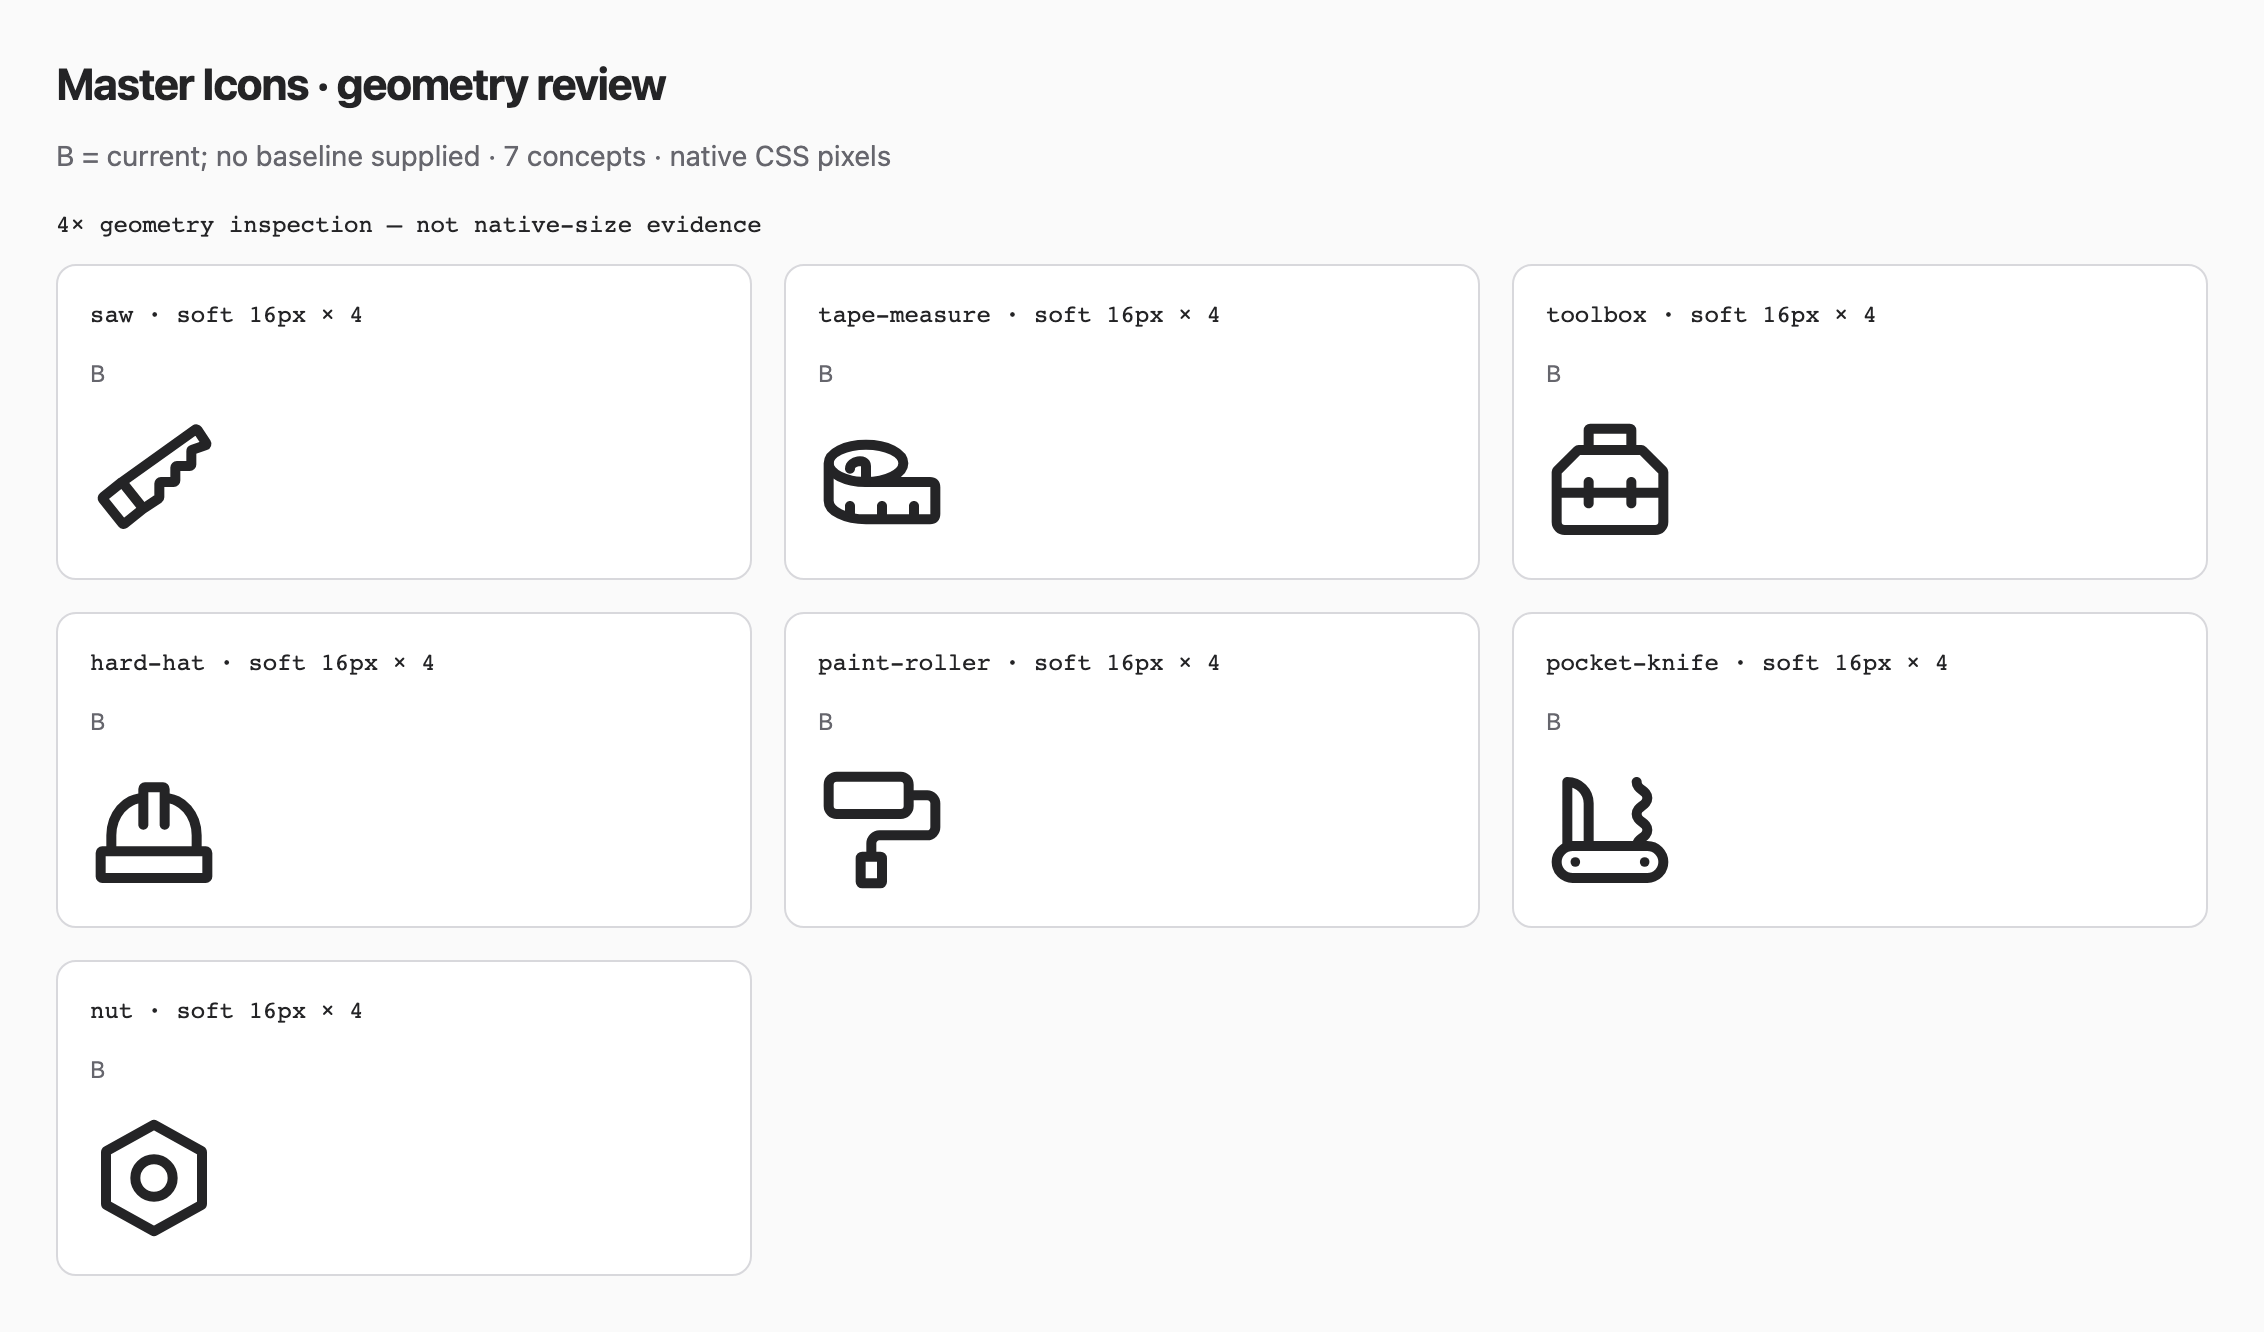 Master Icons · geometry review
B = current; no baseline supplied · 7 concepts · native CSS pixels
4× geometry inspection — not native-size evidence
saw · soft 16px × 4
B
tape-measure · soft 16px × 4
B
toolbox · soft 16px × 4
B
hard-hat · soft 16px × 4
B
paint-roller · soft 16px × 4
B
pocket-knife · soft 16px × 4
B
nut · soft 16px × 4
B